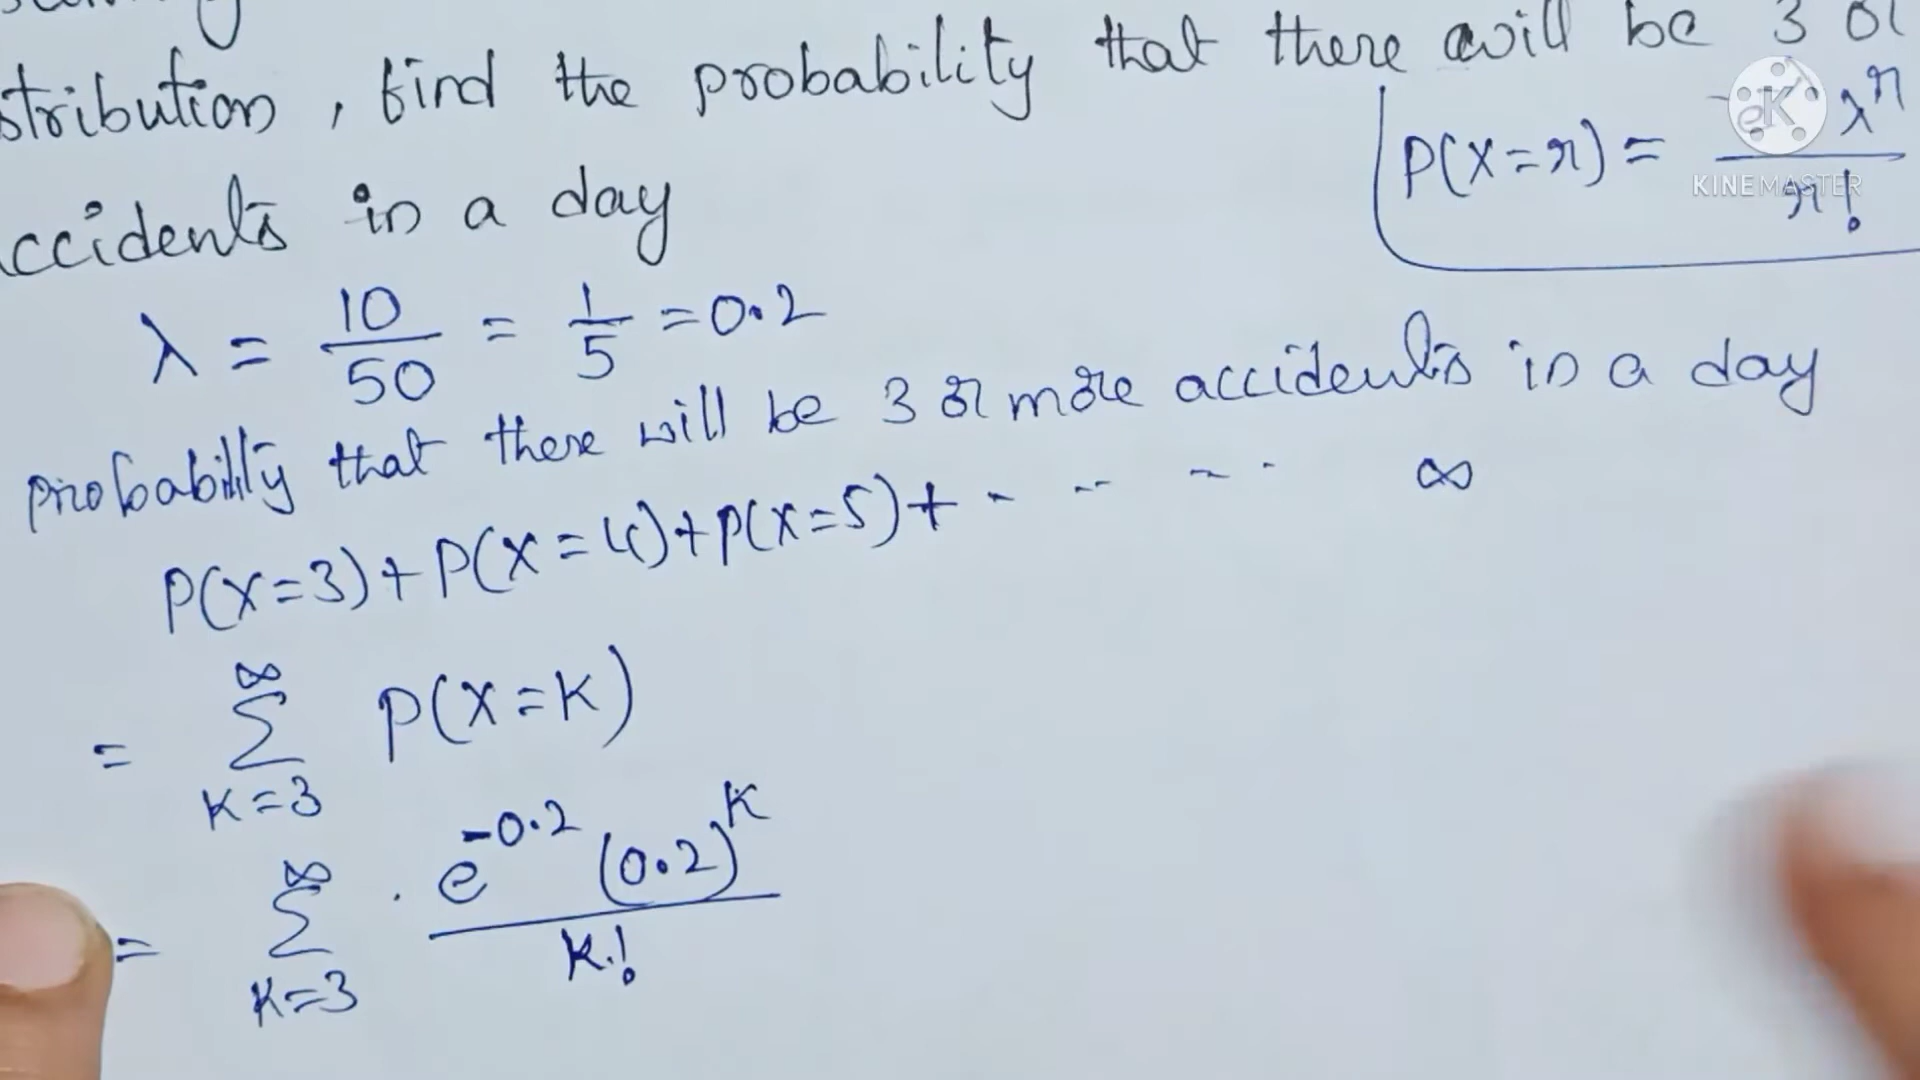 stribution, find the probability that there will be 3 or
ccidents in a day
P(X=r) = e λ^r / r!
KINEMASTER
λ = 10/50 = 1/5 = 0.2
probability that there will be 3 or more accidents in a day
P(X=3)+P(X=4)+P(X=5)+ - -- -- ∞
= ∞ Σ K=3 P(X=K)
= ∞ Σ K=3 . e^-0.2 (0.2)^K / K!